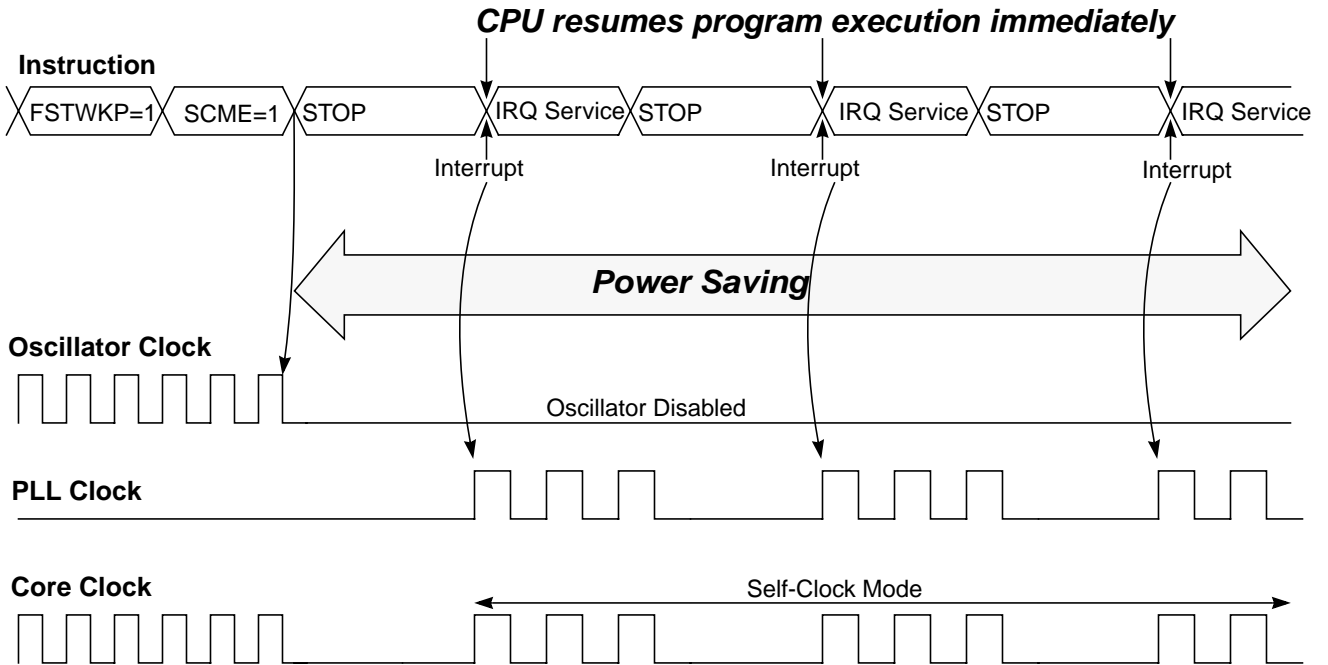 CPU resumes program execution immediately
Instruction
FSTWKP=1 SCME=1 STOP IRQ Service STOP IRQ Service STOP IRQ Service
Interrupt Interrupt Interrupt
Power Saving
Oscillator Clock
Oscillator Disabled
PLL Clock
Core Clock
Self-Clock Mode